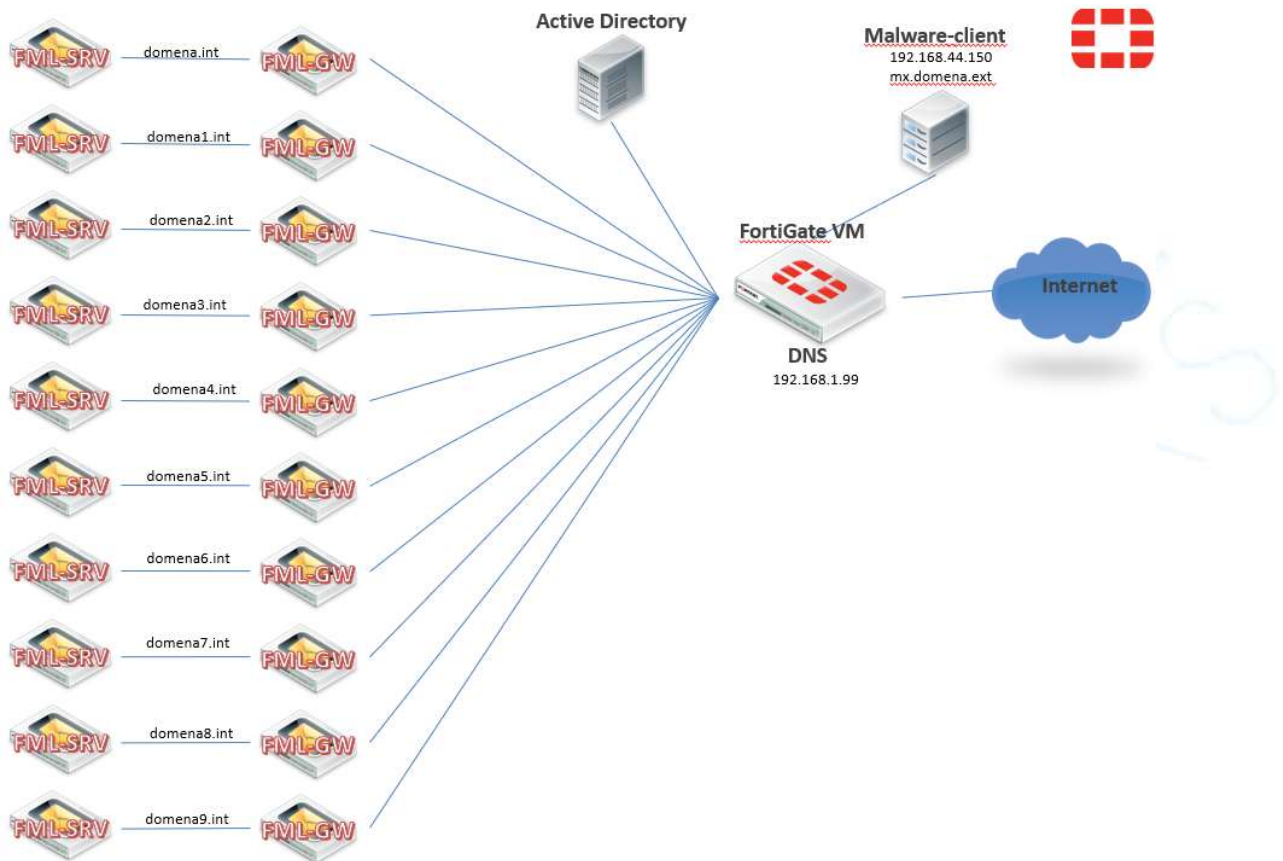 Active Directory
Malware-client
192.168.44.150
mx.domena.ext
FML-SRV
domena.int
FML-GW
FML-SRV
domena1.int
FML-GW
FML-SRV
domena2.int
FML-GW
FML-SRV
domena3.int
FML-GW
FML-SRV
domena4.int
FML-GW
FML-SRV
domena5.int
FML-GW
FML-SRV
domena6.int
FML-GW
FML-SRV
domena7.int
FML-GW
FML-SRV
domena8.int
FML-GW
FML-SRV
domena9.int
FML-GW
FortiGate VM
DNS
192.168.1.99
Internet